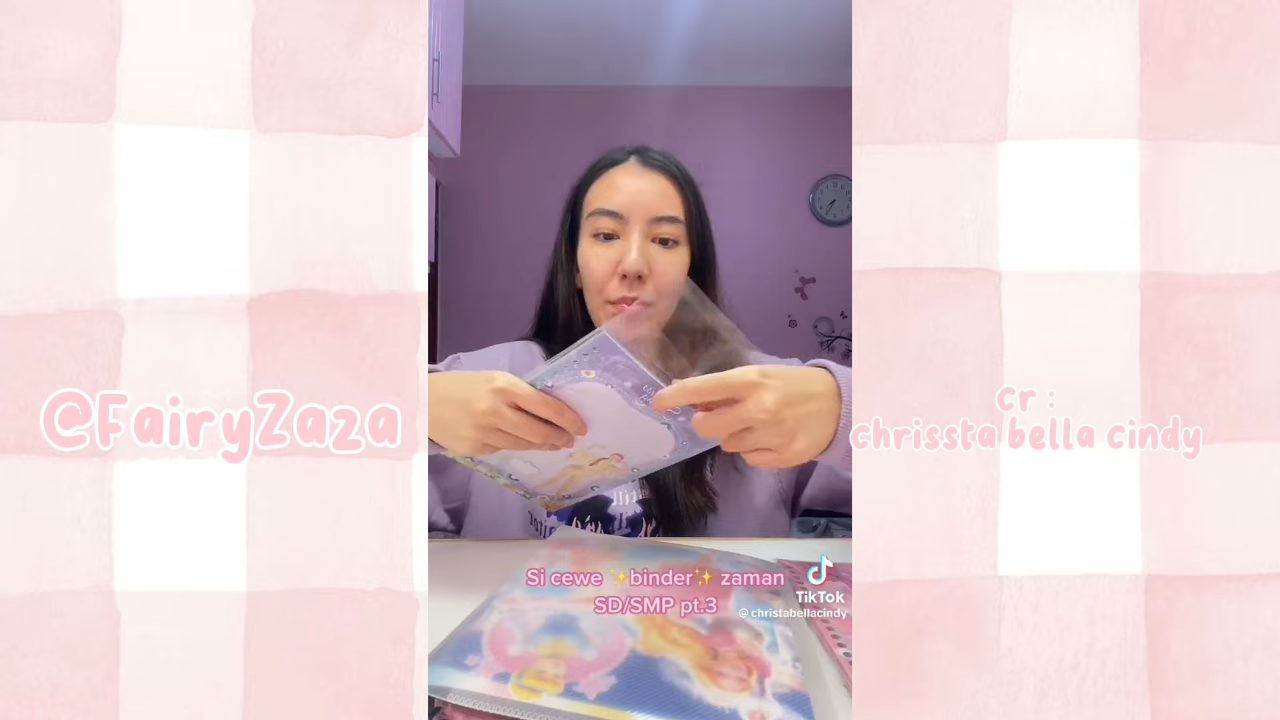 @FairyZaza
cr :
chrissta bella cindy
Si cewe ✨binder✨ zaman
SD/SMP pt.3
TikTok
@christabellacindy